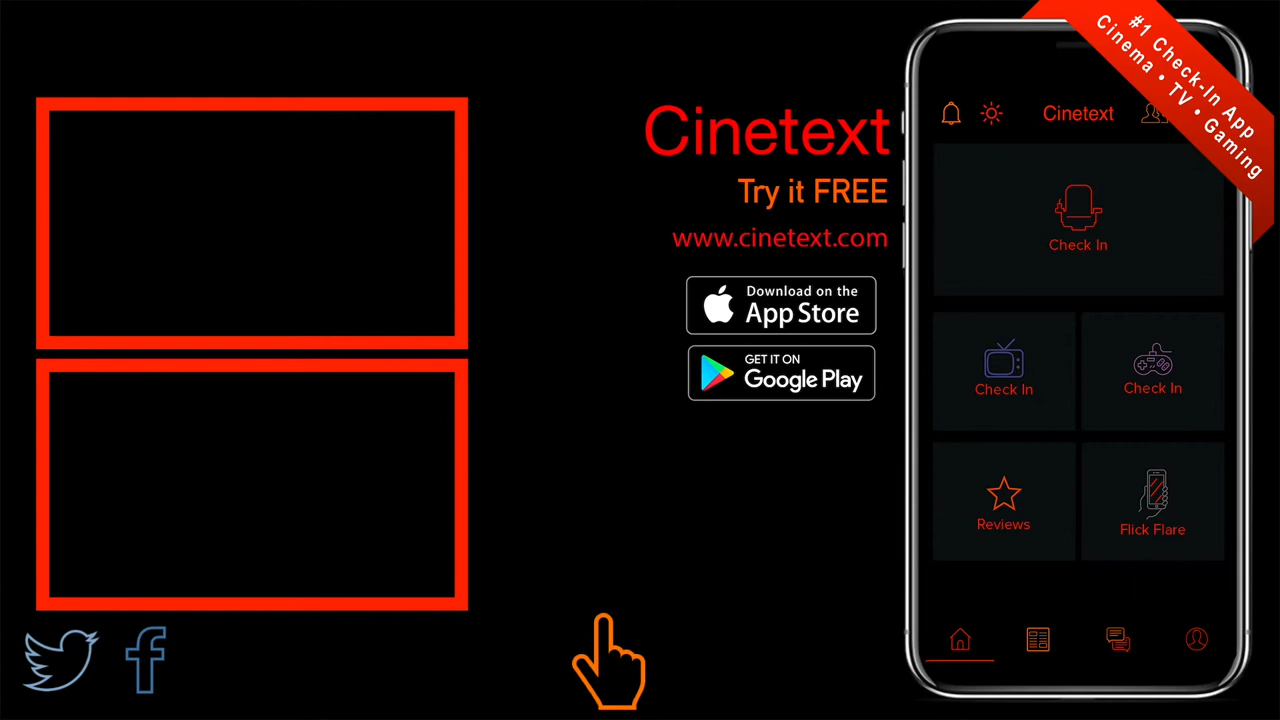 Cinetext
Try it FREE
www.cinetext.com
Download on the
App Store
GET IT ON
Google Play
#1 Check-In App
Cinema • TV • Gaming
Cinetext
Check In
Check In
Check In
Reviews
Flick Flare